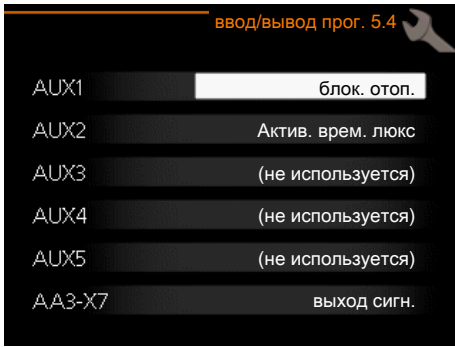 ввод/вывод прог. 5.4
AUX1 блок. отоп.
AUX2 Актив. врем. люкс
AUX3 (не используется)
AUX4 (не используется)
AUX5 (не используется)
AA3-X7 выход сигн.